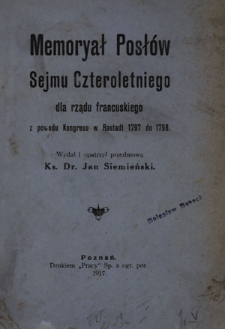 Memoryał Posłów
Sejmu Czteroletniego
dla rządu francuskiego
z powodu Kongresu w Rastadt 1797 do 1798.
Wydał i opatrzył przedmową
Ks. Dr. Jan Siemieński.
Poznań.
Drukiem „Pracy" Sp. z ogr. por.
1917.